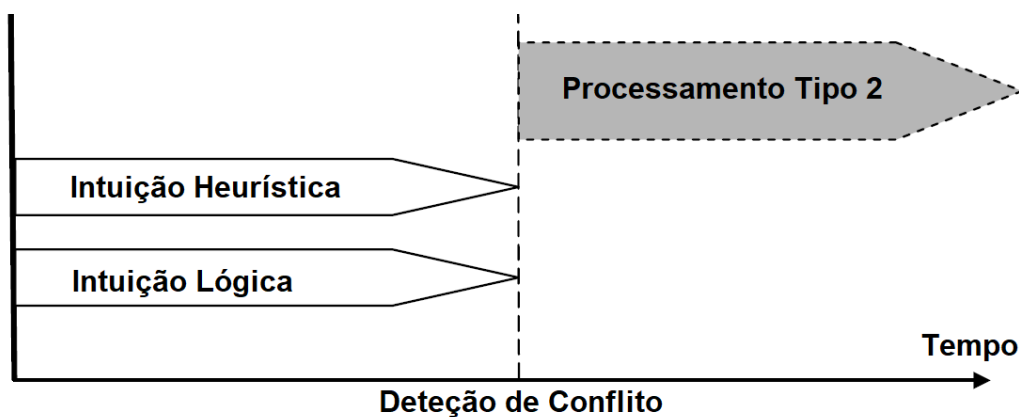 Processamento Tipo 2
Intuição Heurística
Intuição Lógica
Tempo
Deteção de Conflito